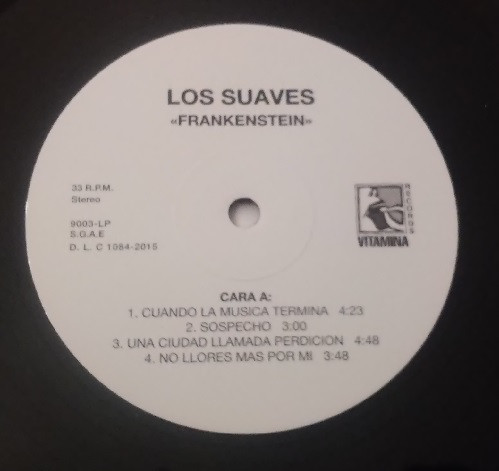 LOS SUAVES
«FRANKENSTEIN»
33 R.P.M.
Stereo
9003-LP
S.G.A.E
D. L. C 1084-2015
RECORDS
VITAMINA
CARA A:
1. CUANDO LA MUSICA TERMINA 4:23
2. SOSPECHO 3:00
3. UNA CIUDAD LLAMADA PERDICION 4:48
4. NO LLORES MAS POR MI 3:48